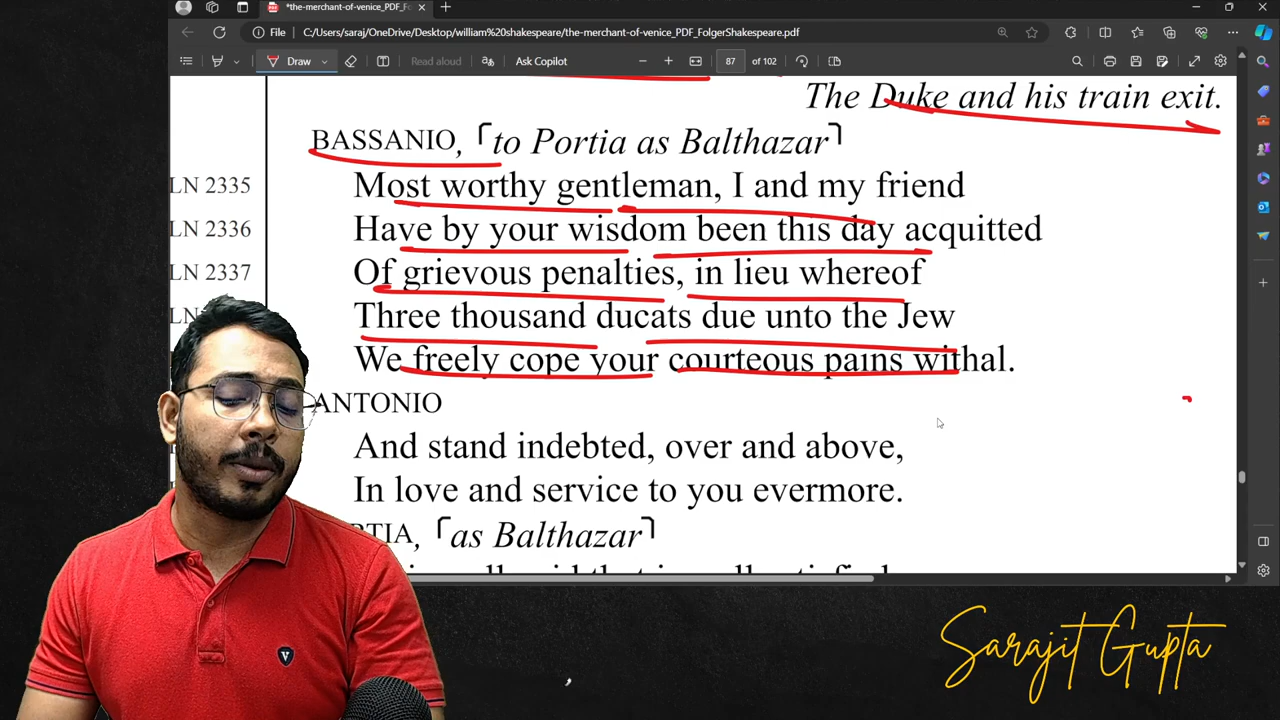 *the-merchant-of-venice_PDF_F
File
C:/Users/saraj/OneDrive/Desktop/william%20shakespeare/the-merchant-of-venice_PDF_FolgerShakespeare.pdf
Draw
Read aloud
Ask Copilot
87
of 102
The Duke and his train exit.
BASSANIO, ⌜to Portia as Balthazar⌝
LN 2335 Most worthy gentleman, I and my friend
LN 2336 Have by your wisdom been this day acquitted
LN 2337 Of grievous penalties, in lieu whereof
Three thousand ducats due unto the Jew
We freely cope your courteous pains withal.
ANTONIO
And stand indebted, over and above,
In love and service to you evermore.
RTIA, ⌜as Balthazar⌝
Sarajit Gupta